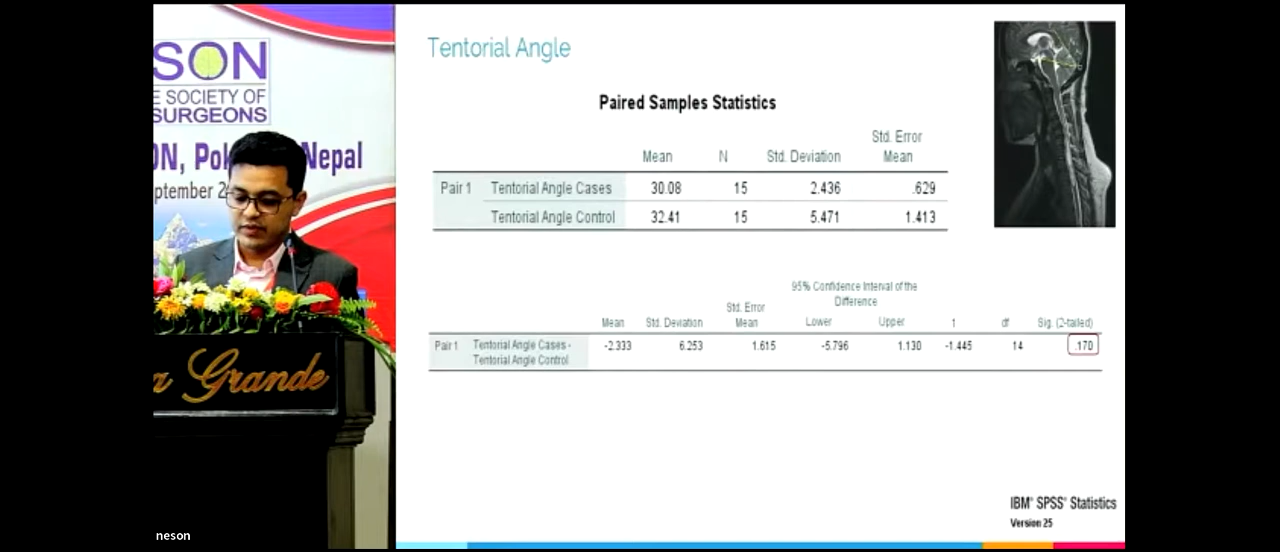 SON
E SOCIETY OF
SURGEONS
ON, Pok Nepal
ptember 2
a Grande
neson
Tentorial Angle
Paired Samples Statistics
Mean N Std. Deviation Std. Error Mean
Pair 1 Tentorial Angle Cases 30.08 15 2.436 .629
Tentorial Angle Control 32.41 15 5.471 1.413
95% Confidence Interval of the
Difference
Mean Std. Deviation Std. Error Mean Lower Upper t df Sig. (2-tailed)
Pair 1 Tentorial Angle Cases - -2.333 6.253 1.615 -5.796 1.130 -1.445 14 .170
Tentorial Angle Control
IBM® SPSS® Statistics
Version 25